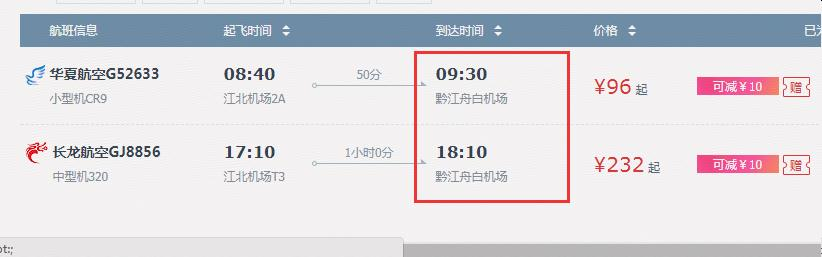 航班信息 起飞时间 到达时间 价格 已为
华夏航空G52633 08:40 50分 09:30 ¥96 起 可减¥10 赠
小型机CR9 江北机场2A 黔江舟白机场
长龙航空GJ8856 17:10 1小时0分 18:10 ¥232 起 可减¥10 赠
中型机320 江北机场T3 黔江舟白机场
ot:;